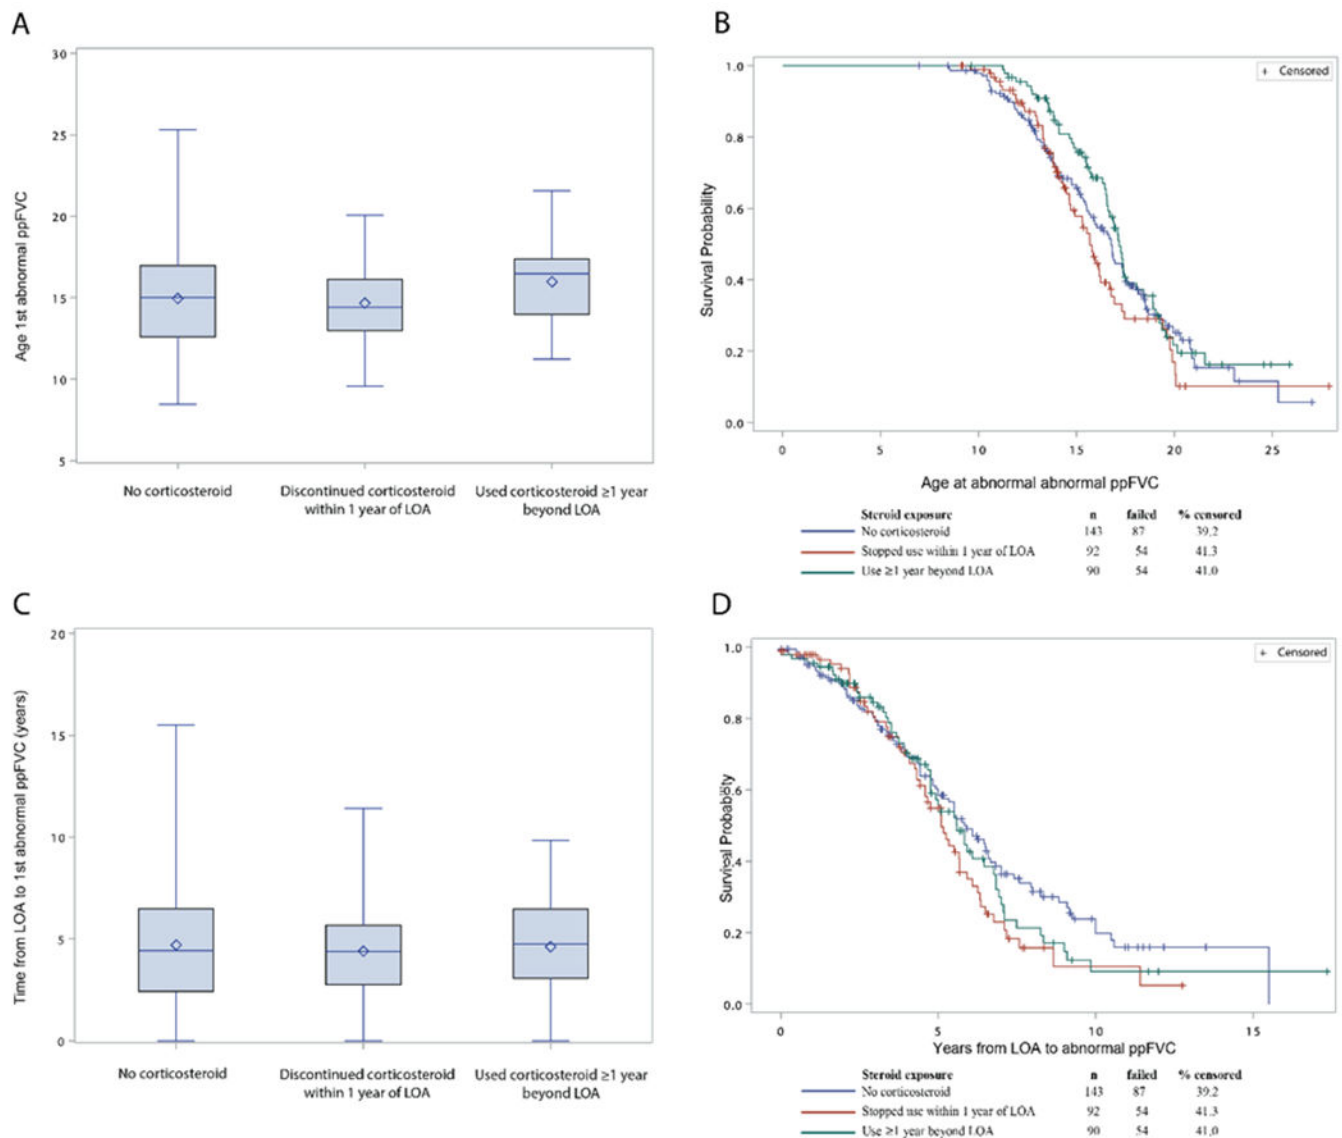 A
30
25
20
15
10
5
Age 1st abnormal ppFVC
No corticosteroid
Discontinued corticosteroid
within 1 year of LOA
Used corticosteroid ≥1 year
beyond LOA
B
+ Censored
1.0
0.8
0.6
0.4
0.2
0.0
Survival Probability
0 5 10 15 20 25
Age at abnormal abnormal ppFVC
Steroid exposure n failed % censored
No corticosteroid 143 87 39.2
Stopped use within 1 year of LOA 92 54 41.3
Use ≥1 year beyond LOA 90 54 41.0
C
20
15
10
5
0
Time from LOA to 1st abnormal ppFVC (years)
No corticosteroid
Discontinued corticosteroid
within 1 year of LOA
Used corticosteroid ≥1 year
beyond LOA
D
+ Censored
1.0
0.8
0.6
0.4
0.2
0.0
Survival Probability
0 5 10 15
Years from LOA to abnormal ppFVC
Steroid exposure n failed % censored
No corticosteroid 143 87 39.2
Stopped use within 1 year of LOA 92 54 41.3
Use ≥1 year beyond LOA 90 54 41.0